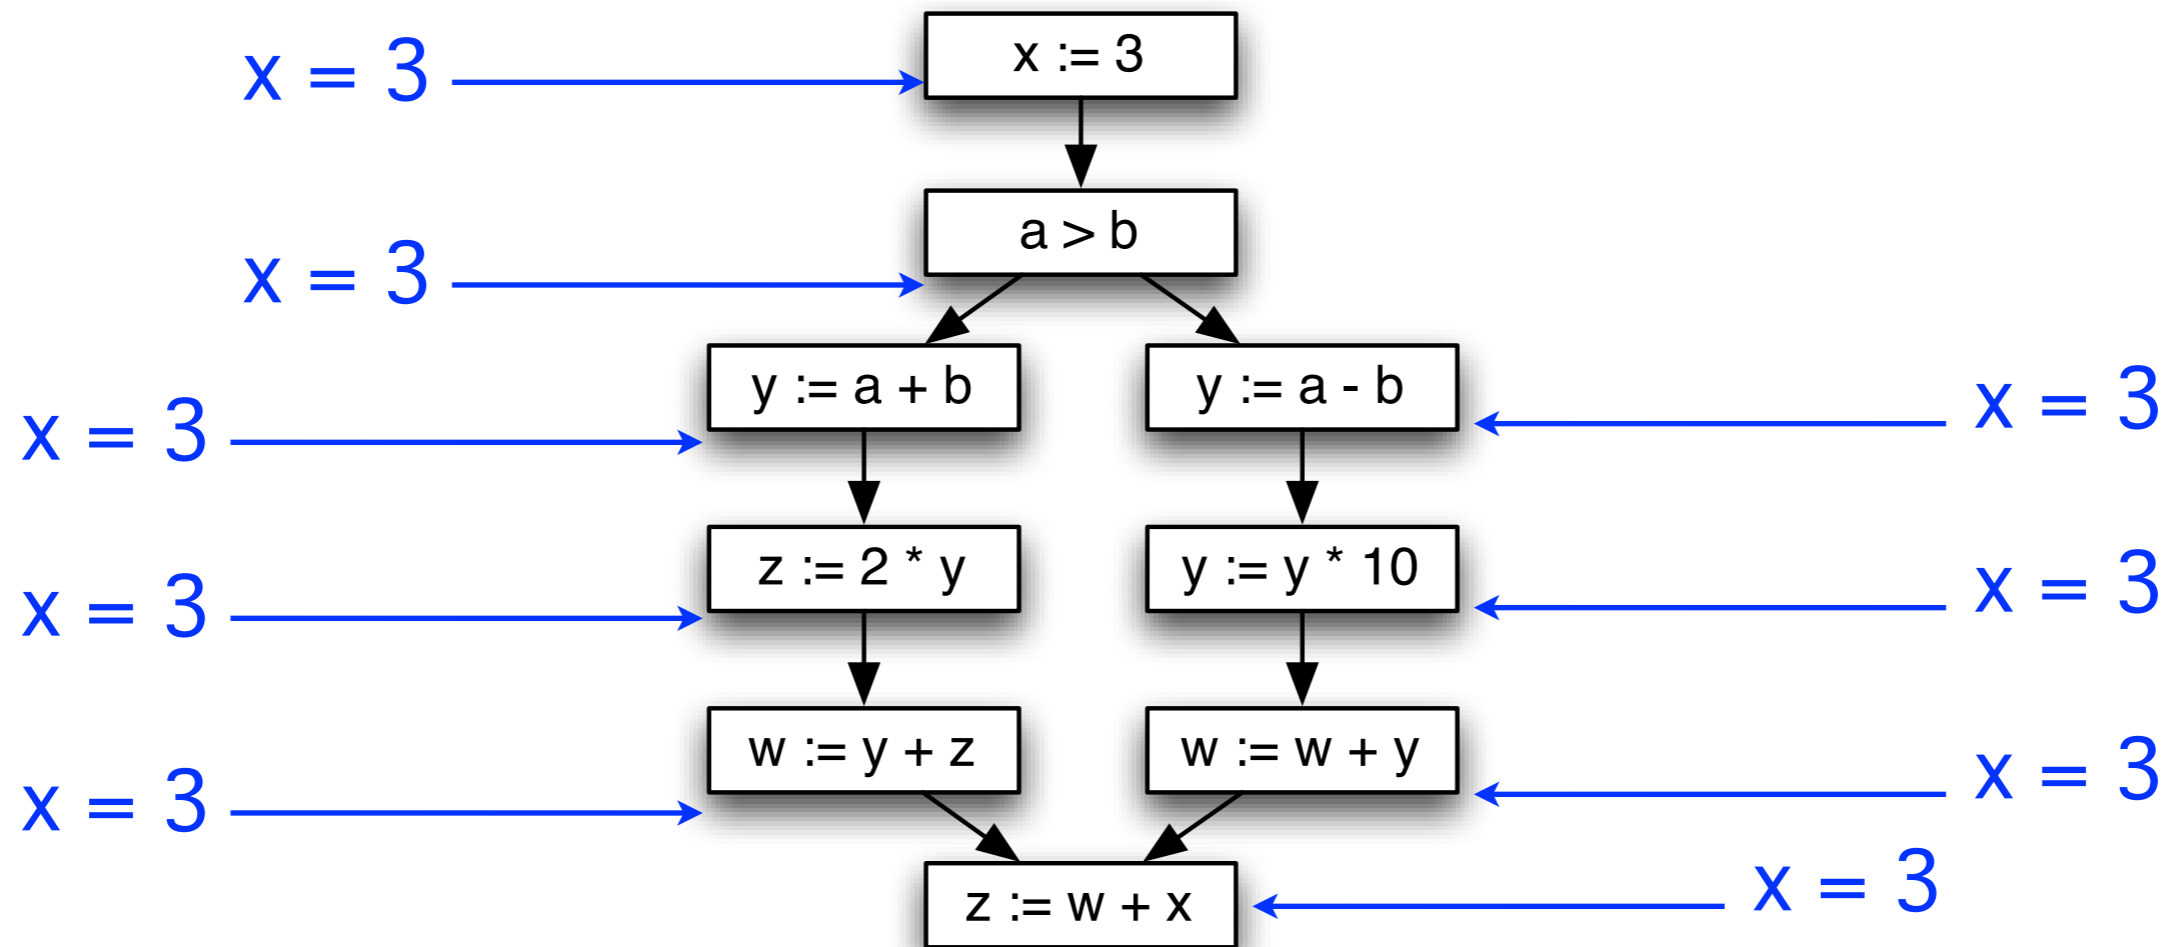 x = 3
x := 3
x = 3
a > b
x = 3
y := a + b
y := a - b
x = 3
x = 3
z := 2 * y
y := y * 10
x = 3
x = 3
w := y + z
w := w + y
x = 3
z := w + x
x = 3